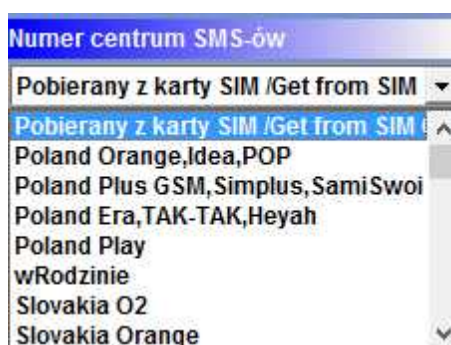 Numer centrum SMS-ów
Pobierany z karty SIM /Get from SIM
Pobierany z karty SIM /Get from SIM
Poland Orange,Idea,POP
Poland Plus GSM,Simplus,SamiSwoi
Poland Era,TAK-TAK,Heyah
Poland Play
wRodzinie
Slovakia O2
Slovakia Orange